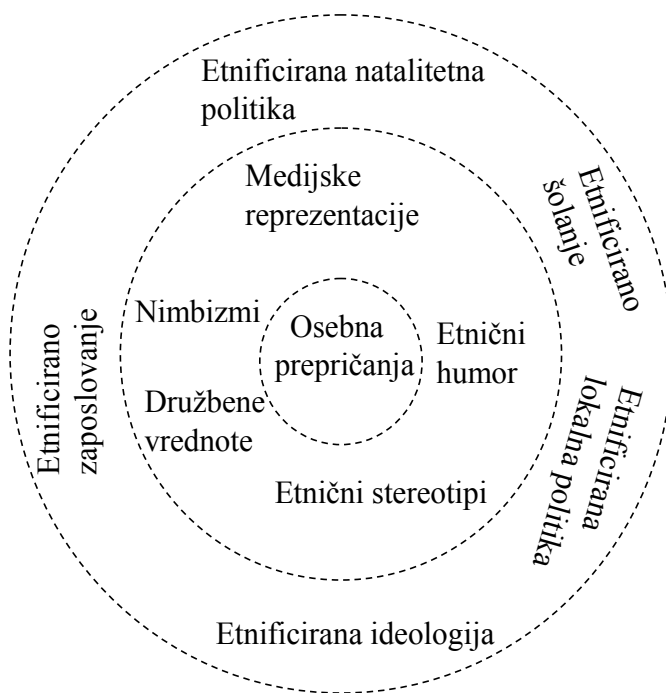 Etnificirana natalitetna
politika
Medijske
reprezentacije
Etnificirano
šolanje
Nimbizmi
Osebna
prepričanja
Etnični
humor
Etnificirano
zaposlovanje
Družbene
vrednote
Etnificirana
lokalna politika
Etnični stereotipi
Etnificirana ideologija